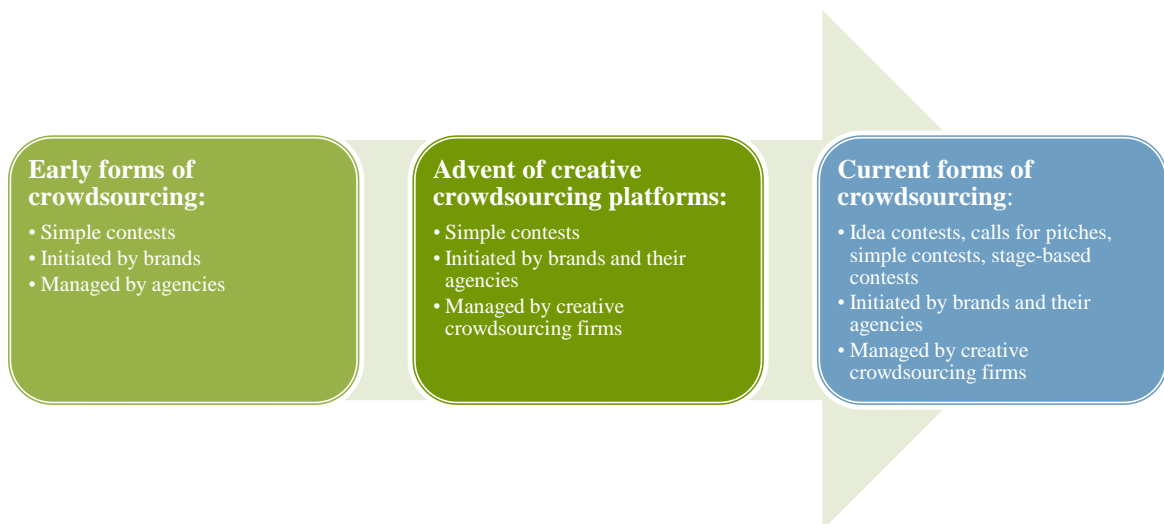 Early forms of
crowdsourcing:
• Simple contests
• Initiated by brands
• Managed by agencies
Advent of creative
crowdsourcing platforms:
• Simple contests
• Initiated by brands and their
agencies
• Managed by creative
crowdsourcing firms
Current forms of
crowdsourcing:
• Idea contests, calls for pitches,
simple contests, stage-based
contests
• Initiated by brands and their
agencies
• Managed by creative
crowdsourcing firms